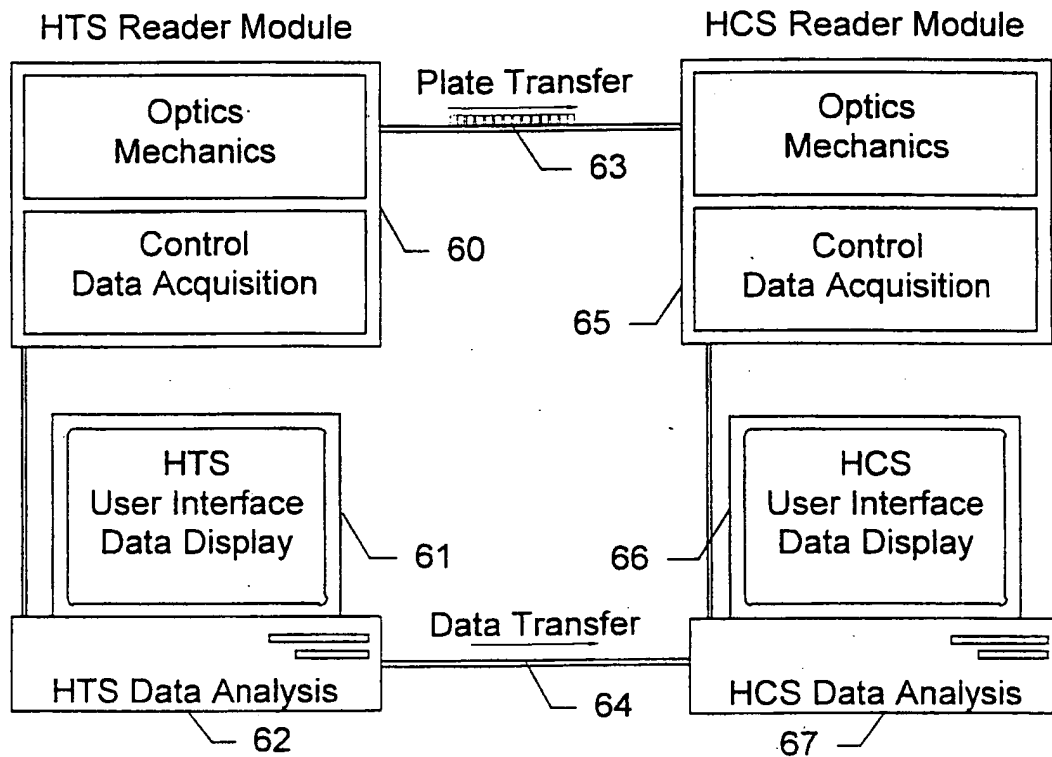 HTS Reader Module
HCS Reader Module
Optics
Mechanics
Plate Transfer
Optics
Mechanics
63
Control
Data Acquisition
60
Control
Data Acquisition
65
HTS
User Interface
Data Display
61
HCS
User Interface
Data Display
66
Data Transfer
HTS Data Analysis
64
HCS Data Analysis
62
67